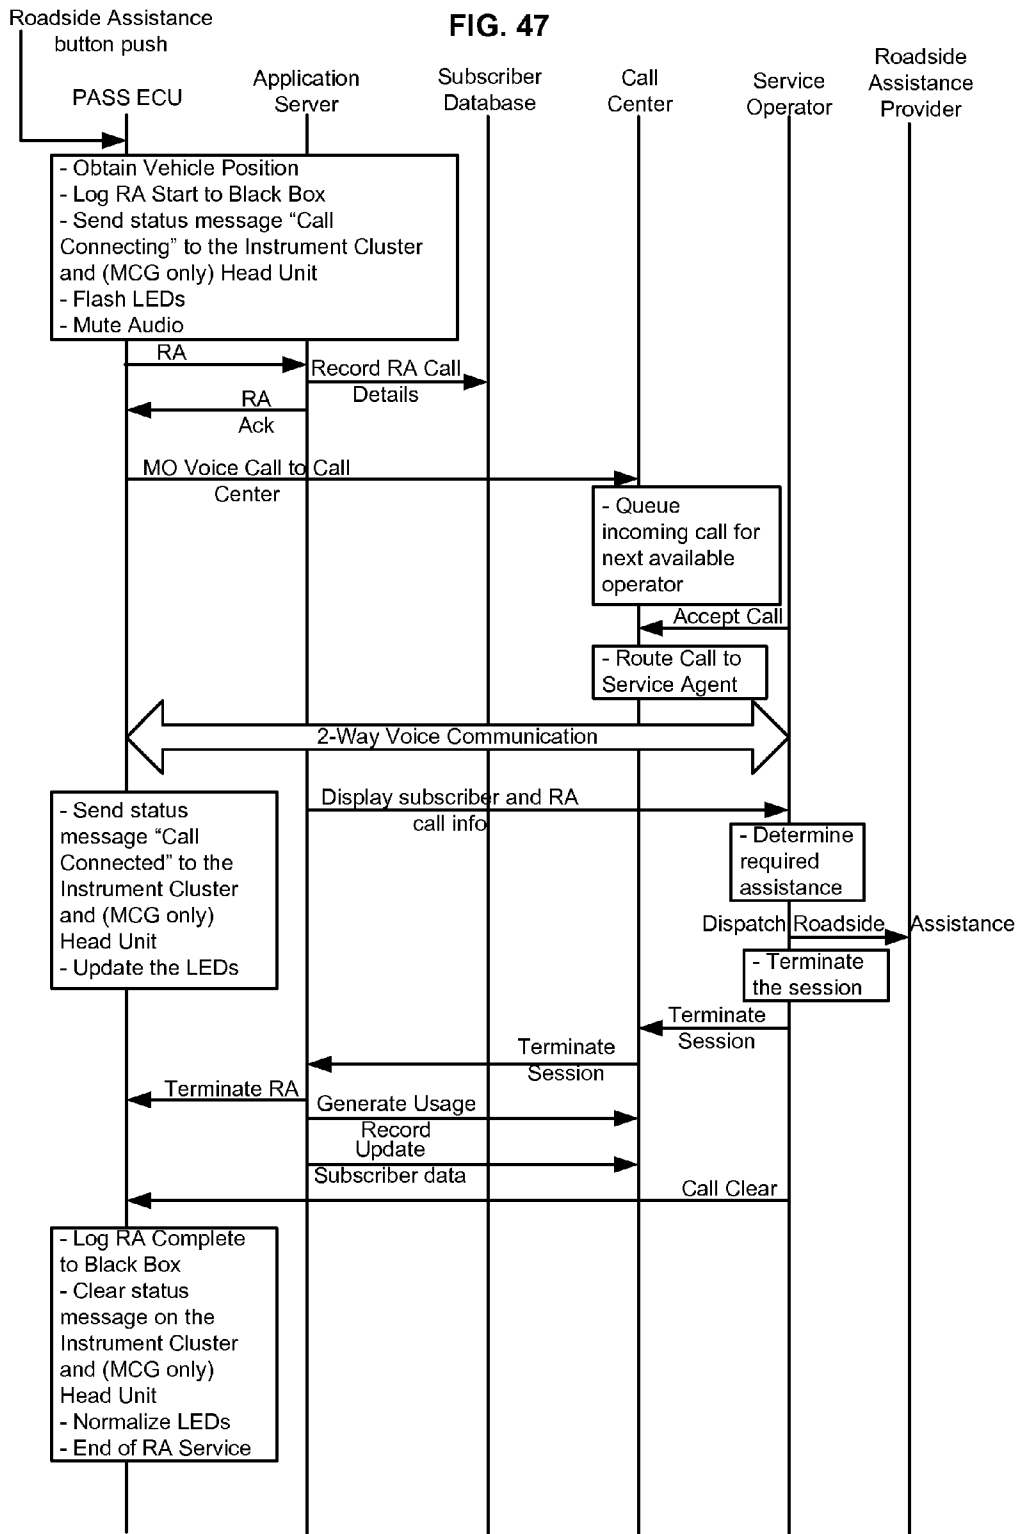 Roadside Assistance
button push
FIG. 47
PASS ECU
Application
Server
Subscriber
Database
Call
Center
Service
Operator
Roadside
Assistance
Provider
- Obtain Vehicle Position
- Log RA Start to Black Box
- Send status message “Call
Connecting” to the Instrument Cluster
and (MCG only) Head Unit
- Flash LEDs
- Mute Audio
RA
Record RA Call
Details
RA
Ack
MO Voice Call to Call
Center
- Queue
incoming call for
next available
operator
Accept Call
- Route Call to
Service Agent
2-Way Voice Communication
- Send status
message “Call
Connected” to the
Instrument Cluster
and (MCG only)
Head Unit
- Update the LEDs
Display subscriber and RA
call info
- Determine
required
assistance
Dispatch Roadside Assistance
- Terminate
the session
Terminate
Session
Terminate
Session
Terminate RA
Generate Usage
Record
Update
Subscriber data
Call Clear
- Log RA Complete
to Black Box
- Clear status
message on the
Instrument Cluster
and (MCG only)
Head Unit
- Normalize LEDs
- End of RA Service